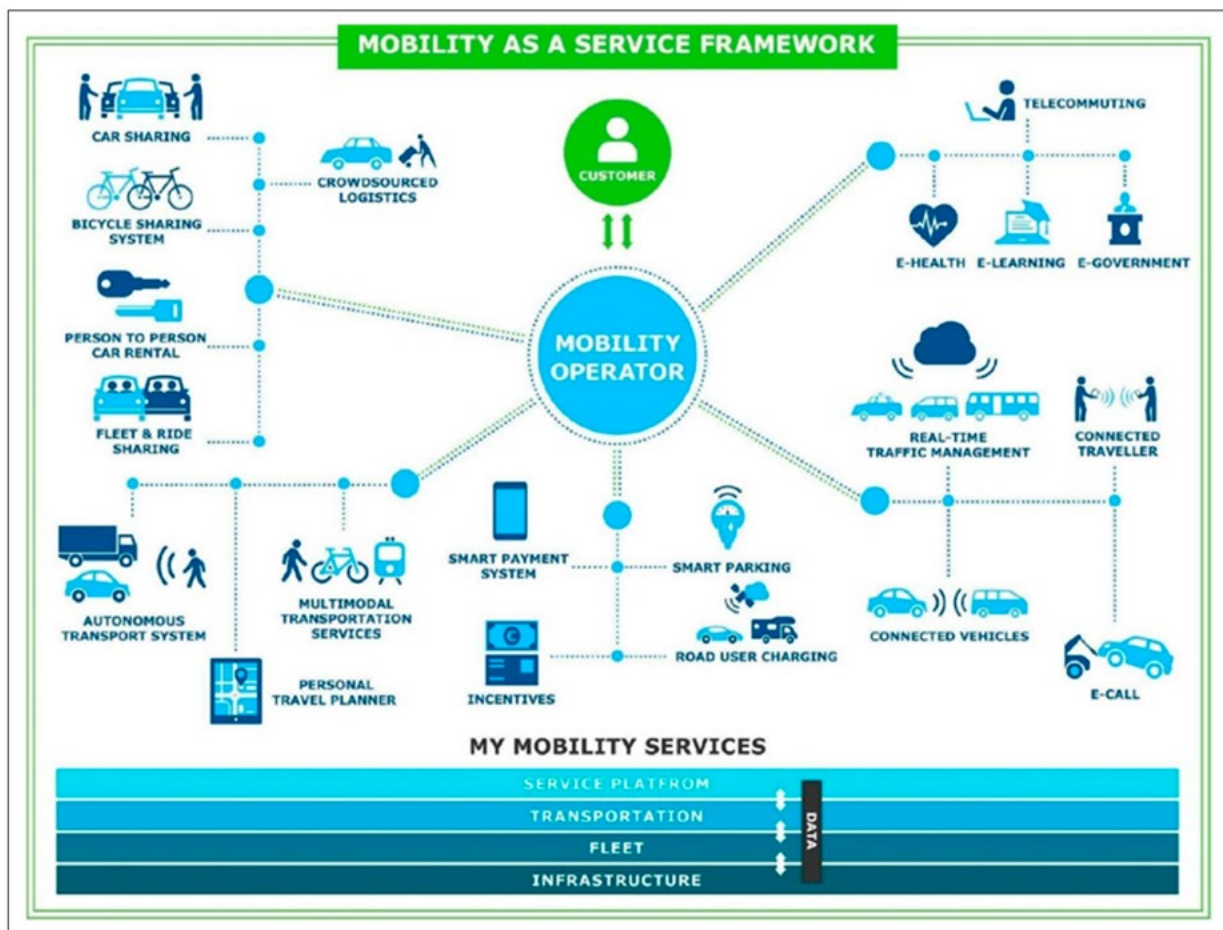 MOBILITY AS A SERVICE FRAMEWORK
CUSTOMER
MOBILITY
OPERATOR
CAR SHARING
CROWDSOURCED
LOGISTICS
BICYCLE SHARING
SYSTEM
PERSON TO PERSON
CAR RENTAL
FLEET & RIDE
SHARING
TELECOMMUTING
E-HEALTH
E-LEARNING
E-GOVERNMENT
REAL-TIME
TRAFFIC MANAGEMENT
CONNECTED
TRAVELLER
CONNECTED VEHICLES
E-CALL
AUTONOMOUS
TRANSPORT SYSTEM
MULTIMODAL
TRANSPORTATION
SERVICES
PERSONAL
TRAVEL PLANNER
SMART PAYMENT
SYSTEM
SMART PARKING
INCENTIVES
ROAD USER CHARGING
MY MOBILITY SERVICES
SERVICE PLATFROM
TRANSPORTATION
FLEET
INFRASTRUCTURE
DATA